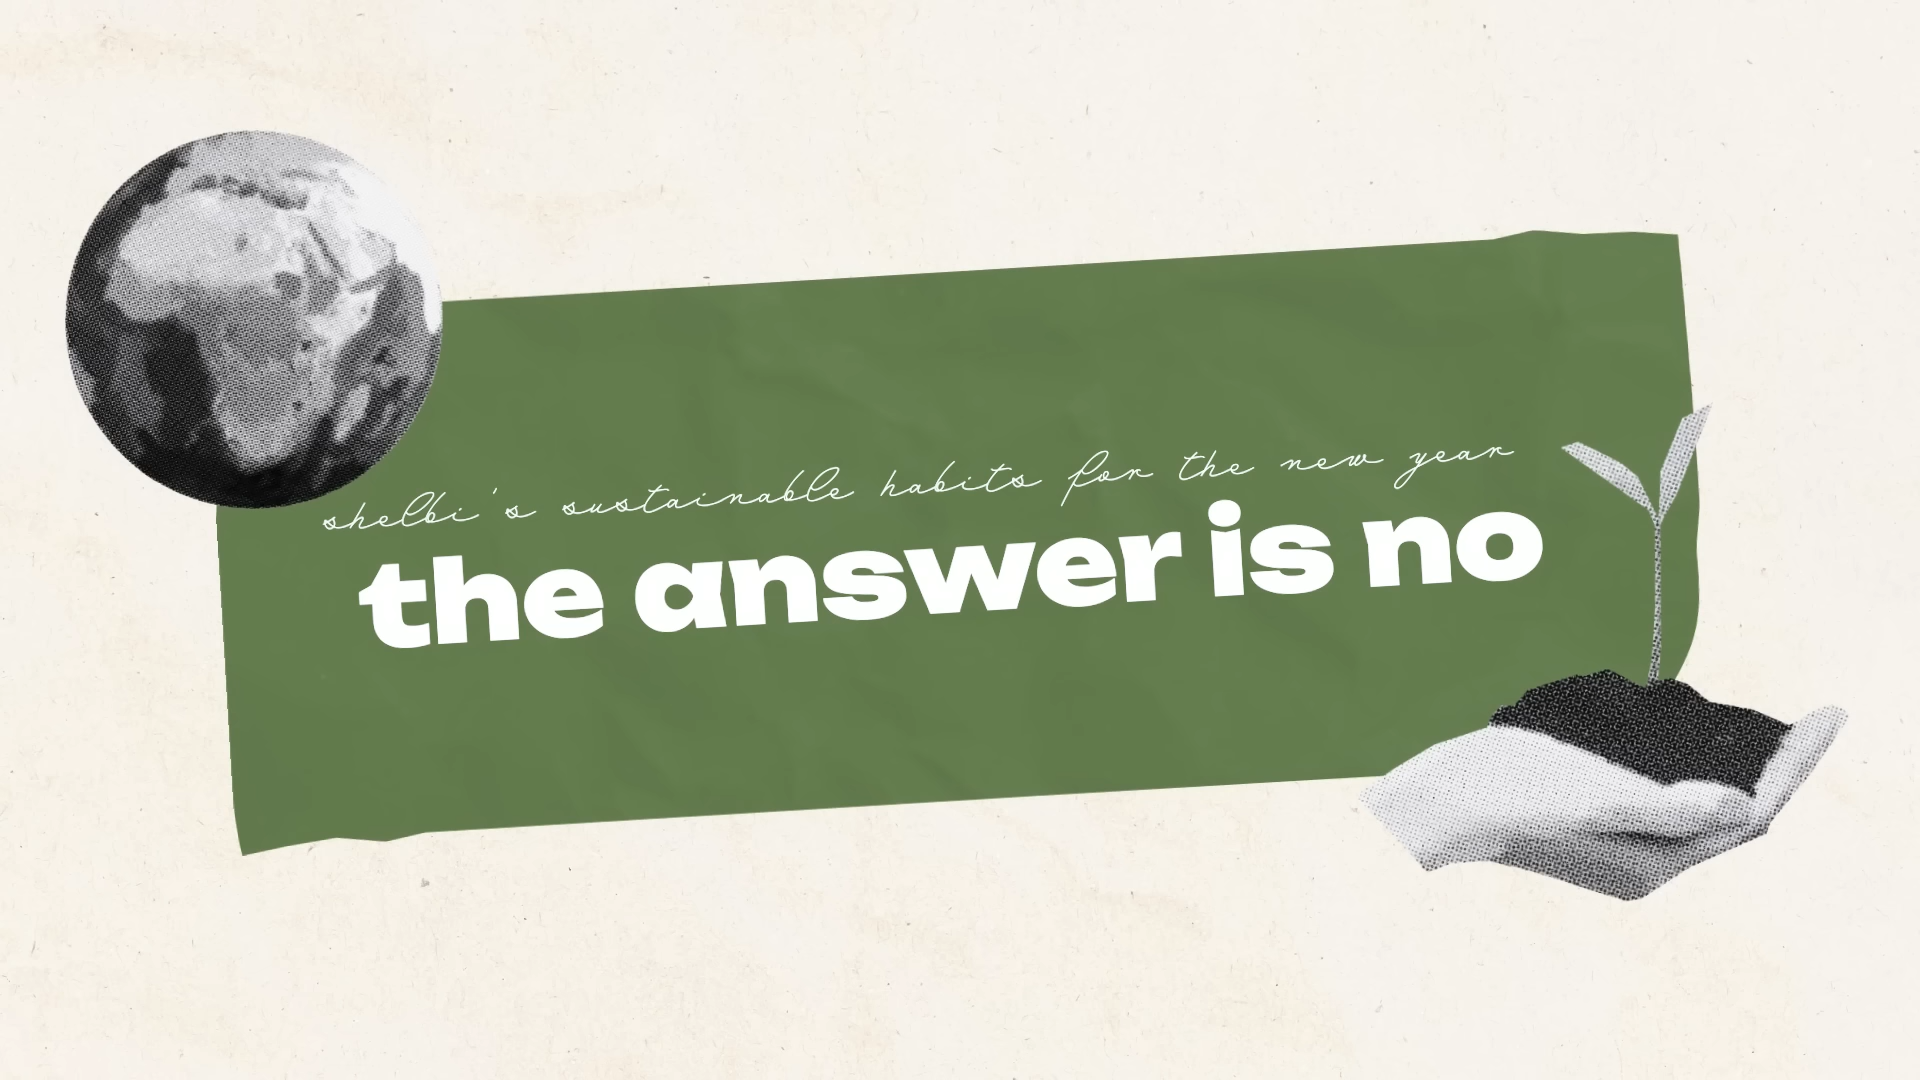 shelbi's sustainable habits for the new year
the answer is no